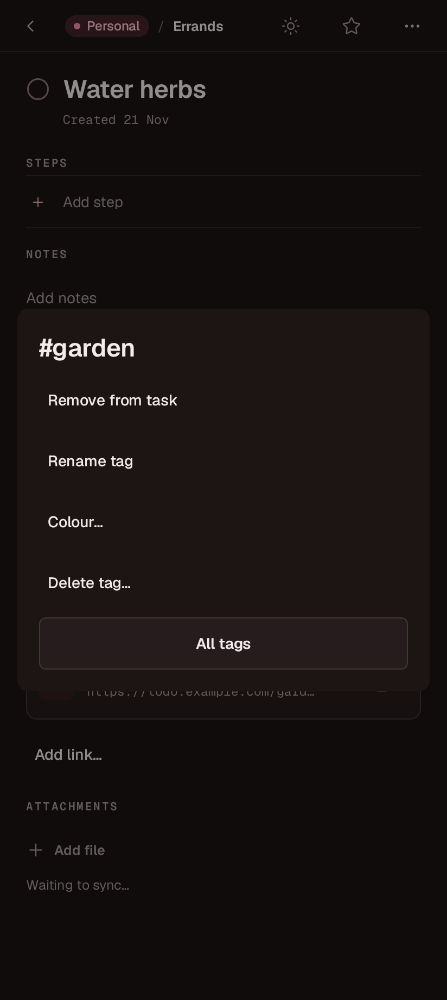 Personal / Errands
Water herbs
Created 21 Nov
STEPS
+ Add step
NOTES
Add notes
#garden
Remove from task
Rename tag
Colour…
Delete tag…
All tags
https://todo.example.com/gard…
Add link…
ATTACHMENTS
+ Add file
Waiting to sync…